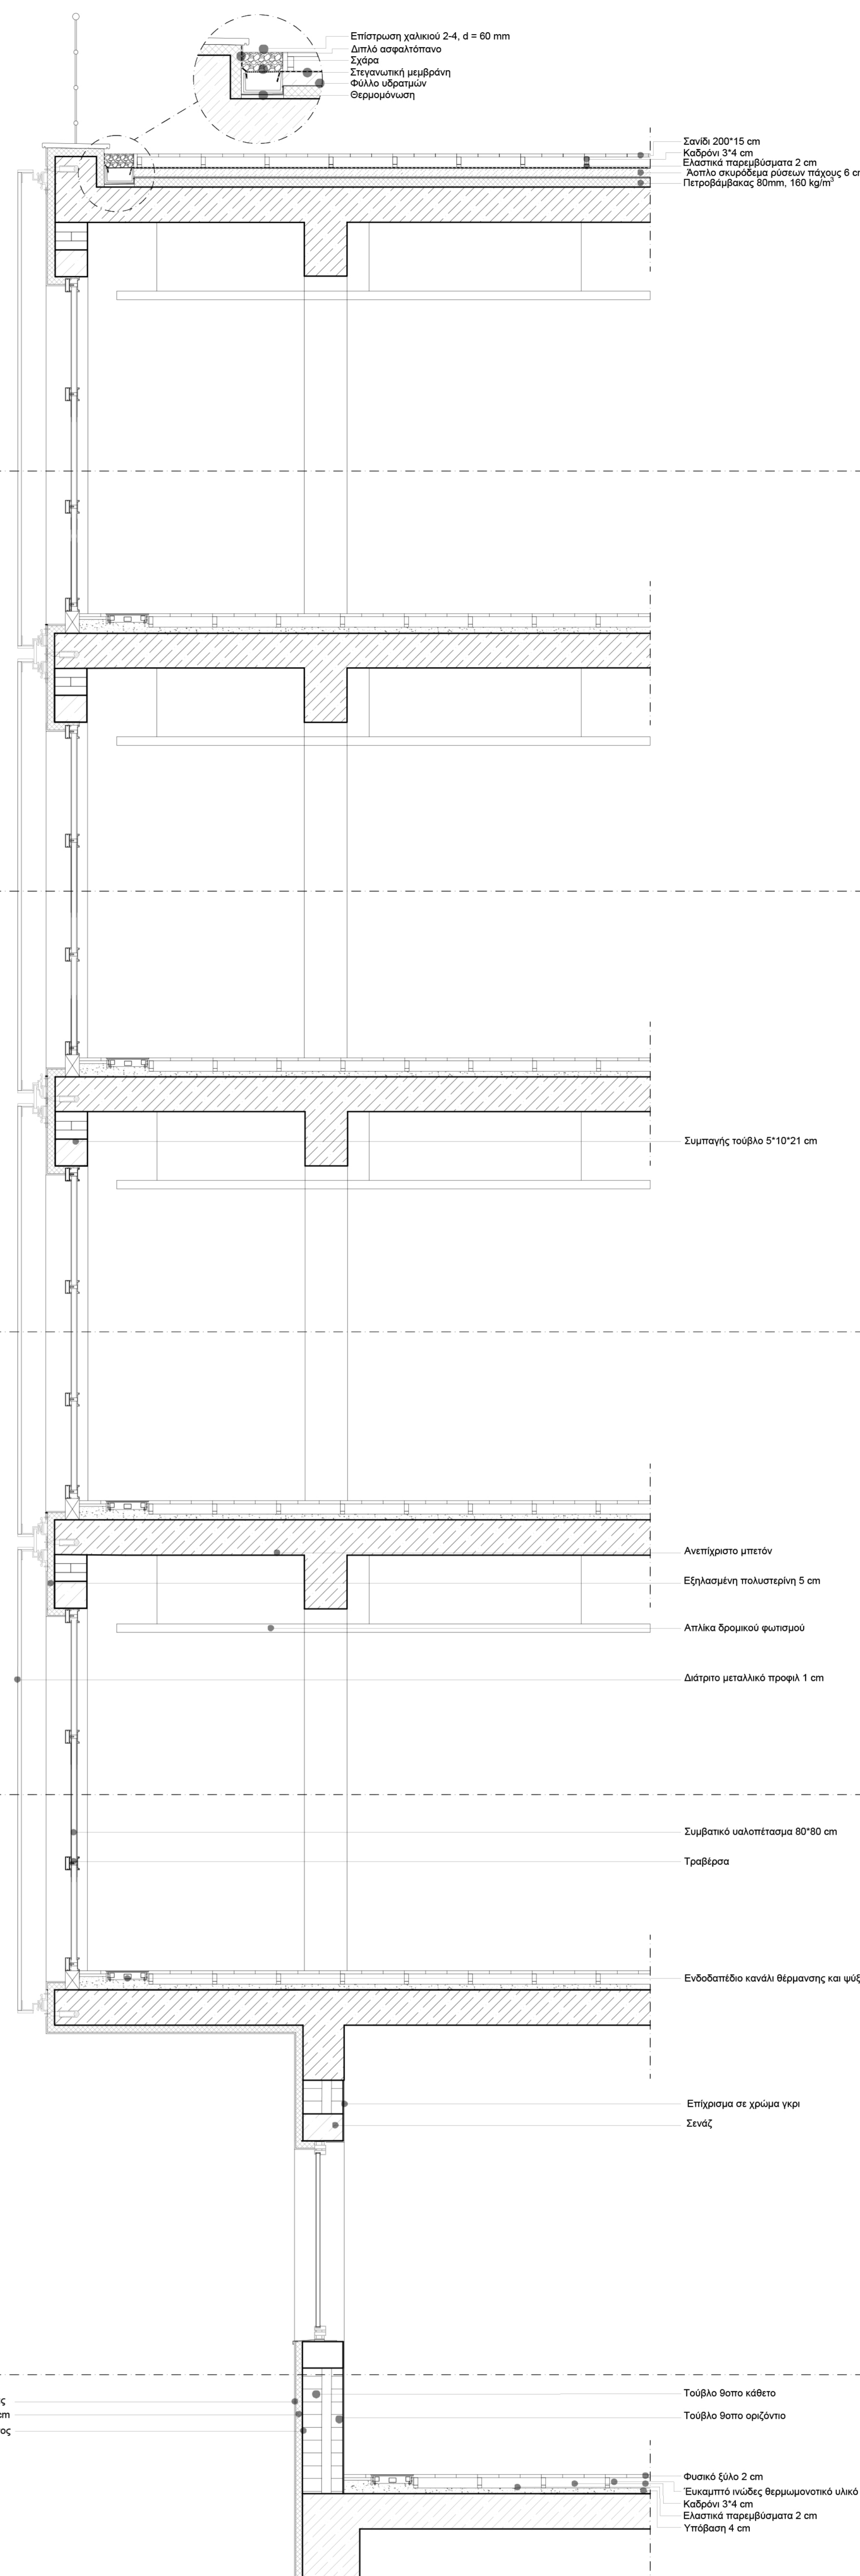 Επίστρωση χαλικιού 2-4, d = 60 mm
Διπλό ασφαλτόπανο
Σχάρα
Στεγανωτική μεμβράνη
Φύλλο υδρατμών
Θερμομόνωση
Σανίδι 200*15 cm
Καδρόνι 3*4 cm
Ελαστικά παρεμβύσματα 2 cm
Άοπλο σκυρόδεμα ρύσεων πάχους 6 cm
Πετροβάμβακας 80mm, 160 kg/m³
Συμπαγής τούβλο 5*10*21 cm
Ανεπίχριστο μπετόν
Εξηλασμένη πολυστερίνη 5 cm
Απλίκα δρομικού φωτισμού
Διάτριτο μεταλλικό προφιλ 1 cm
Συμβατικό υαλοπέτασμα 80*80 cm
Τραβέρσα
Ενδοδαπέδιο κανάλι θέρμανσης και
Επίχρισμα σε χρώμα γκρι
Σενάζ
Τούβλο 9οπο κάθετο
cm
Τούβλο 9οπο οριζόντιο
Φυσικό ξύλο 2 cm
Έυκαμπτο ινώδες θερμωμονοτικό υλικό
Καδρόνι 3*4 cm
Ελαστικά παρεμβύσματα 2 cm
Υπόβαση 4 cm